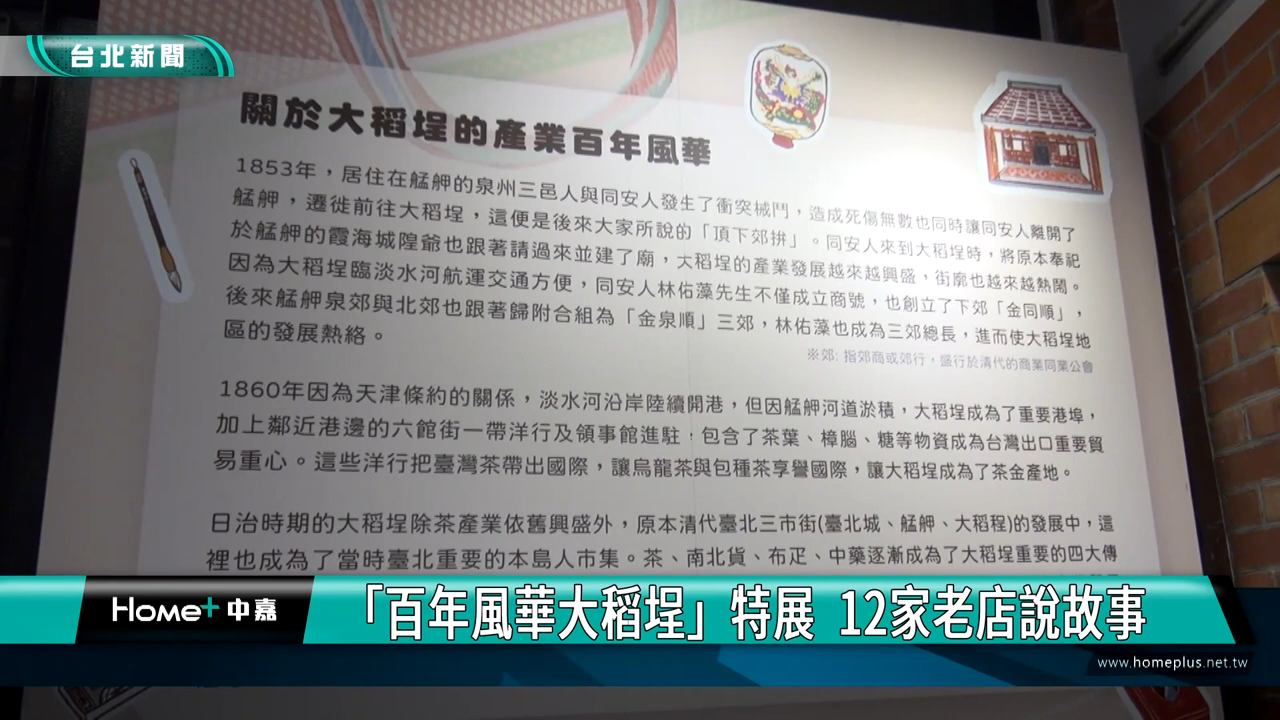 台北新聞
關於大稻埕的產業百年風華
1853年，居住在艋舺的泉州三邑人與同安人發生了衝突械鬥，造成死傷無數也同時讓同安人離開了
艋舺，遷徙前往大稻埕，這便是後來大家所說的「頂下郊拚」。同安人來到大稻埕時，將原本奉祀
於艋舺的霞海城隍爺也跟著請過來並建了廟，大稻埕的產業發展越來越興盛，街廓也越來越熱鬧。
因為大稻埕臨淡水河航運交通方便，同安人林佑藻先生不僅成立商號，也創立了下郊「金同順」，
後來艋舺泉郊與北郊也跟著歸附合組為「金泉順」三郊，林佑藻也成為三郊總長，進而使大稻埕地
區的發展熱絡。
※郊: 指郊商或郊行，盛行於清代的商業同業公會
1860年因為天津條約的關係，淡水河沿岸陸續開港，但因艋舺河道淤積，大稻埕成為了重要港埠，
加上鄰近港邊的六館街一帶洋行及領事館進駐，包含了茶葉、樟腦、糖等物資成為台灣出口重要貿
易重心。這些洋行把臺灣茶帶出國際，讓烏龍茶與包種茶享譽國際，讓大稻埕成為了茶金產地。
日治時期的大稻埕除茶產業依舊興盛外，原本清代臺北三市街(臺北城、艋舺、大稻程)的發展中，這
裡也成為了當時臺北重要的本島人市集。茶、南北貨、布疋、中藥逐漸成為了大稻埕重要的四大傳
Home+ 中嘉
「百年風華大稻埕」特展 12家老店說故事
www.homeplus.net.tw